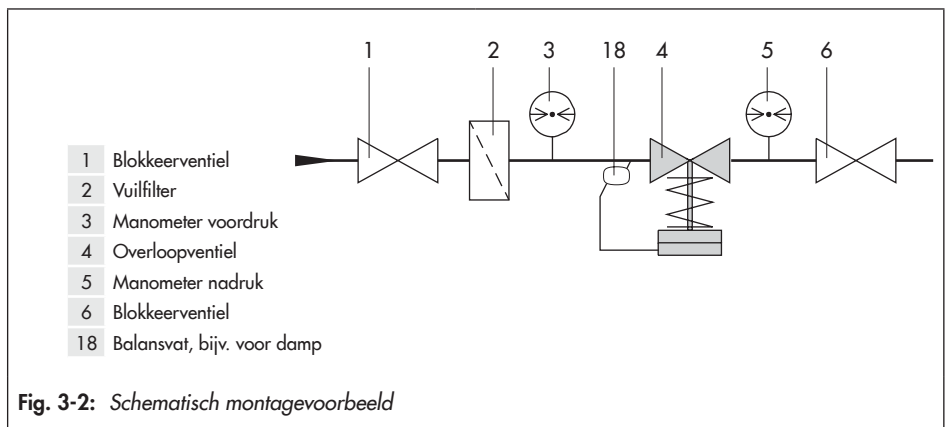 1 2 3 18 4 5 6
1 Blokkeerventiel
2 Vuilfilter
3 Manometer voordruk
4 Overloopventiel
5 Manometer nadruk
6 Blokkeerventiel
18 Balansvat, bijv. voor damp
Fig. 3-2: Schematisch montagevoorbeeld